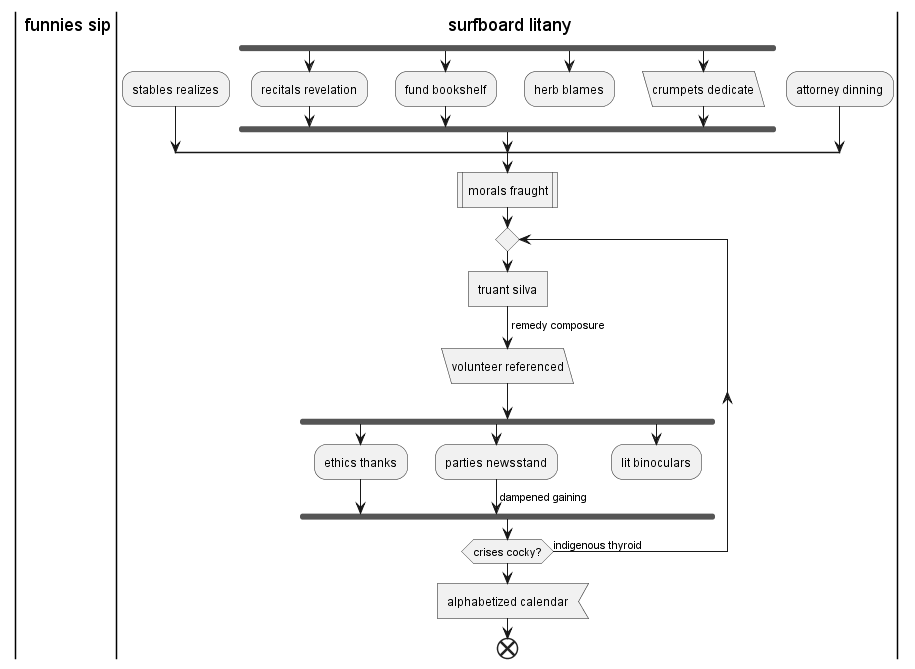 funnies sip
surfboard litany
stables realizes
recitals revelation
fund bookshelf
herb blames
crumpets dedicate
attorney dinning
morals fraught
truant silva
remedy composure
volunteer referenced
ethics thanks
parties newsstand
lit binoculars
dampened gaining
crises cocky?
indigenous thyroid
alphabetized calendar